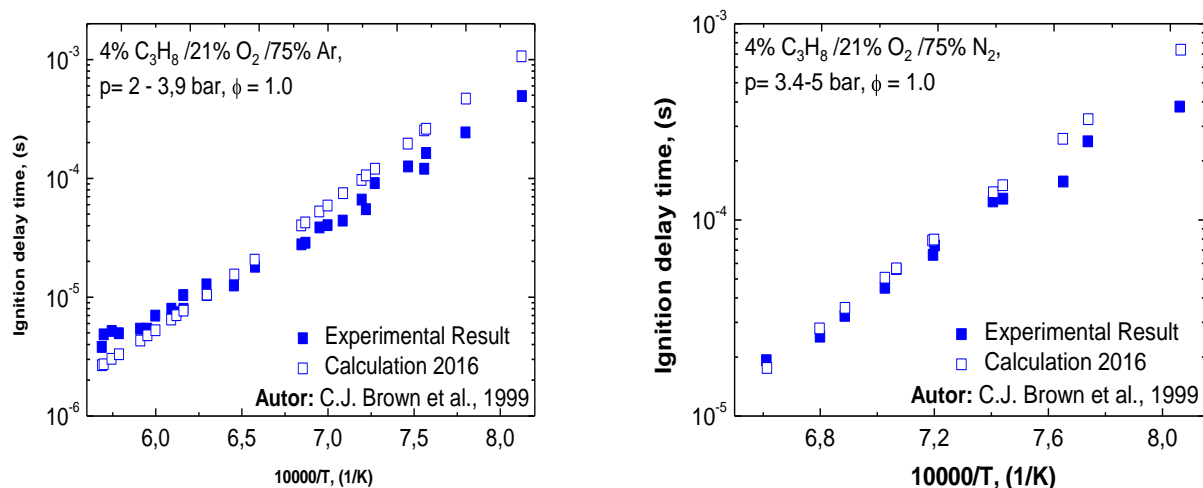 4% C₃H₈ /21% O₂ /75% Ar,
p= 2 - 3,9 bar, ϕ = 1.0
10⁻³
10⁻⁴
10⁻⁵
10⁻⁶
Ignition delay time, (s)
Experimental Result
Calculation 2016
Autor: C.J. Brown et al., 1999
6,0 6,5 7,0 7,5 8,0
10000/T, (1/K)
4% C₃H₈ /21% O₂ /75% N₂,
p= 3.4-5 bar, ϕ = 1.0
10⁻³
10⁻⁴
10⁻⁵
Ignition delay time, (s)
Experimental Result
Calculation 2016
Autor: C.J. Brown et al., 1999
6,8 7,2 7,6 8,0
10000/T, (1/K)